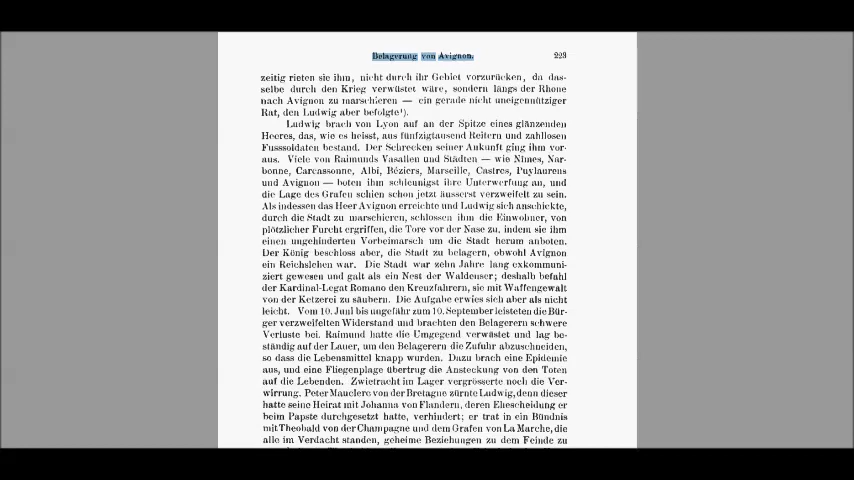 Belagerung von Avignon. 223
zeitig rieten sie ihm, nicht durch ihr Gebiet vorzurücken, da das-
selbe durch den Krieg verwüstet wäre, sondern längs der Rhone
nach Avignon zu marschieren — ein gerade nicht uneigennütziger
Rat, den Ludwig aber befolgte¹).
Ludwig brach von Lyon auf an der Spitze eines glänzenden
Heeres, das, wie es heisst, aus fünfzigtausend Reitern und zahllosen
Fusssoldaten bestand. Der Schrecken seiner Ankunft ging ihm vor-
aus. Viele von Raimunds Vasallen und Städten — wie Nîmes, Nar-
bonne, Carcassonne, Albi, Béziers, Marseille, Castres, Puylaurens
und Avignon — boten ihm schleunigst ihre Unterwerfung an, und
die Lage des Grafen schien schon jetzt äusserst verzweifelt zu sein.
Als indessen das Heer Avignon erreichte und Ludwig sich anschickte,
durch die Stadt zu marschieren, schlossen ihm die Einwohner, von
plötzlicher Furcht ergriffen, die Tore vor der Nase zu, indem sie ihm
einen ungehinderten Vorbeimarsch um die Stadt herum anboten.
Der König beschloss aber, die Stadt zu belagern, obwohl Avignon
ein Reichslehen war. Die Stadt war zehn Jahre lang exkommuni-
ziert gewesen und galt als ein Nest der Waldenser; deshalb befahl
der Kardinal-Legat Romano den Kreuzfahrern, sie mit Waffengewalt
von der Ketzerei zu säubern. Die Aufgabe erwies sich aber als nicht
leicht. Vom 10. Juni bis ungefähr zum 10. September leisteten die Bür-
ger verzweifelten Widerstand und brachten den Belagerern schwere
Verluste bei. Raimund hatte die Umgegend verwüstet und lag be-
ständig auf der Lauer, um den Belagerern die Zufuhr abzuschneiden,
so dass die Lebensmittel knapp wurden. Dazu brach eine Epidemie
aus, und eine Fliegenplage übertrug die Ansteckung von den Toten
auf die Lebenden. Zwietracht im Lager vergrösserte noch die Ver-
wirrung. Peter Mauclerc von der Bretagne zürnte Ludwig, denn dieser
hatte seine Heirat mit Johanna von Flandern, deren Ehescheidung er
beim Papste durchgesetzt hatte, verhindert; er trat in ein Bündnis
mit Theobald von der Champagne und dem Grafen von La Marche, die
alle im Verdacht standen, geheime Beziehungen zu dem Feinde zu